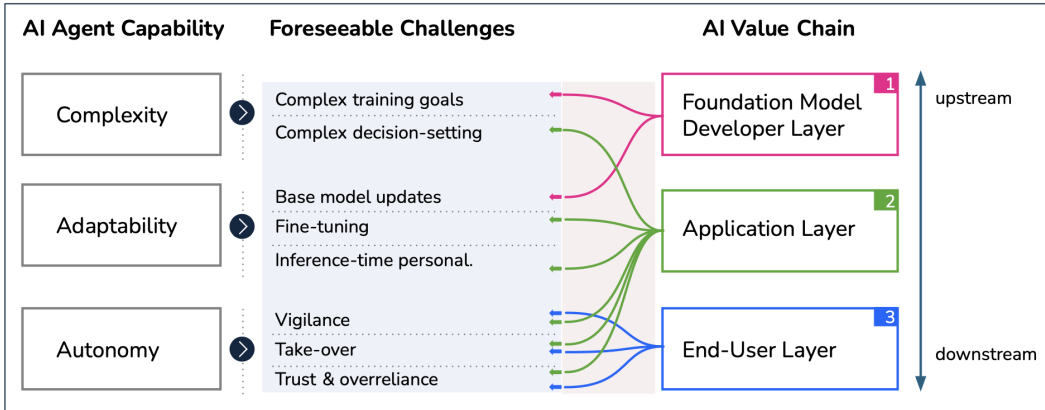 AI Agent Capability
Foreseeable Challenges
AI Value Chain
Complexity
Adaptability
Autonomy
Complex training goals
Complex decision-setting
Base model updates
Fine-tuning
Inference-time personal.
Vigilance
Take-over
Trust & overreliance
1
Foundation Model
Developer Layer
2
Application Layer
3
End-User Layer
upstream
downstream